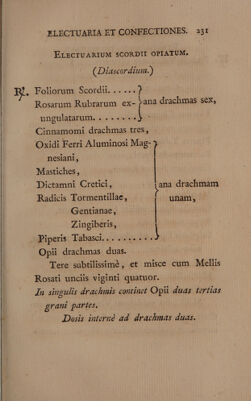 ELECTUARIA ET CONFECTIONES. 231
ELECTUARIUM SCORDII OPIATUM.
(Diascordium.)
℞. Foliorum Scordii......
Rosarum Rubrarum ex- ana drachmas sex,
ungulatarum........
Cinnamomi drachmas tres,
Oxidi Ferri Aluminosi Mag-
nesiani,
Mastiches,
Dictamni Cretici, ana drachmam
Radicis Tormentillae, unam,
Gentianae,
Zingiberis,
Piperis Tabasci.........
Opii drachmas duas.
Tere subtilissimè, et misce cum Mellis
Rosati unciis viginti quatuor.
In singulis drachmis continet Opii duas tertias
grani partes.
Dosis internè ad drachmas duas.